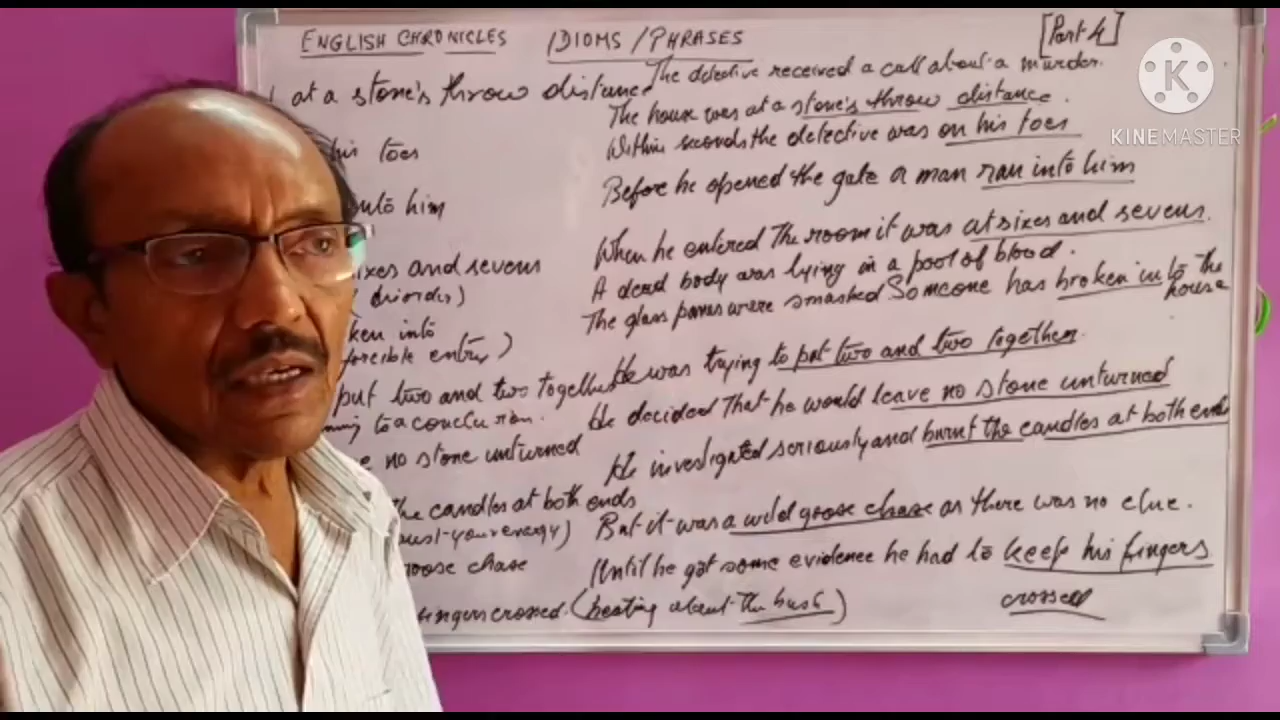 ENGLISH CHRONICLES IDIOMS / PHRASES [Part 4]
at a stone's throw distance
his toes
into him
sixes and sevens
(disorder)
ken into
forcible entry)
put two and two together
ming to a conclusion.
e no stone unturned
the candles at both ends
haust your energy)
goose chase
fingers crossed. (beating about the bush)
The detective received a call about a murder.
The house was at a stone's throw distance.
Within seconds the detective was on his toes
Before he opened the gate a man ran into him
When he entered The room it was at sixes and sevens.
A dead body was lying in a pool of blood.
The glass panes were smashed Someone has broken into the
house
He was trying to put two and two together.
He decided That he would leave no stone unturned
He investigated seriously and burnt the candles at both ends
But it was a wild goose chase as there was no clue.
Until he got some evidence he had to keep his fingers
crossed
K
KINEMASTER